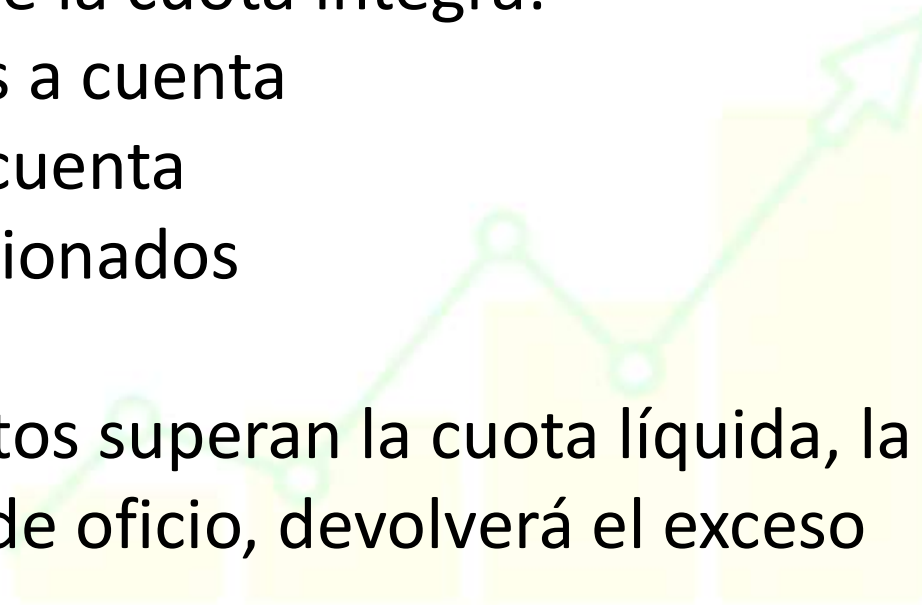 e la cuota íntegra:
s a cuenta
cuenta
ionados
tos superan la cuota líquida, la
de oficio, devolverá el exceso